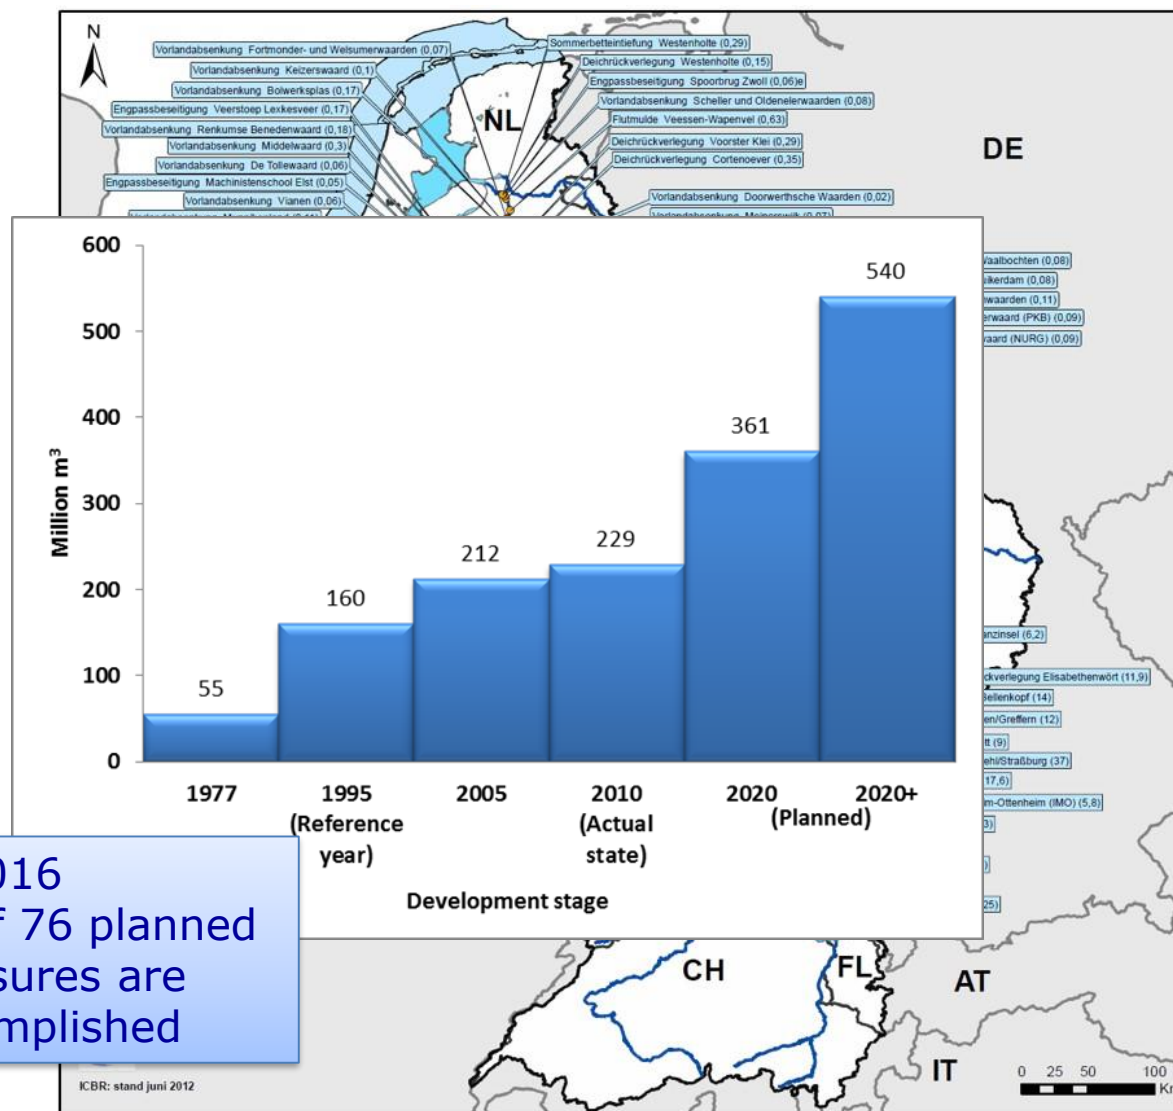 N
Vorlandabsenkung Fortmonder- und Welsumerwaarden (0,07)
Vorlandabsenkung Keizerswaard (0,1)
Vorlandabsenkung Bolwerksplas (0,17)
Engpassbeseitigung Veerstoep Lexkesveer (0,17)
Vorlandabsenkung Renkumse Benedenwaard (0,18)
Vorlandabsenkung Middelwaard (0,3)
Vorlandabsenkung De Tollewaard (0,06)
Engpassbeseitigung Machinistenschool Elst (0,05)
Vorlandabsenkung Vianen (0,06)
Sommerbetteintiefung Westenholte (0,29)
Deichrückverlegung Westenholte (0,15)
Engpassbeseitigung Spoorbrug Zwoll (0,06)e
Vorlandabsenkung Scheller und Oldenelerwaarden (0,08)
Flutmulde Veessen-Wapenvel (0,63)
Deichrückverlegung Voorster Klei (0,29)
Deichrückverlegung Cortenoever (0,35)
Vorlandabsenkung Doorwerthsche Waarden (0,02)
NL
DE
Waalbochten (0,08)
ikerdam (0,08)
nwaarden (0,11)
erwaard (PKB) (0,09)
vaard (NURG) (0,09)
600
500
400
300
200
100
0
Million m³
55
160
212
229
361
540
1977
1995
(Reference
year)
2005
2010
(Actual
state)
2020
2020+
(Planned)
Development stage
anzinsel (6,2)
ckverlegung Elisabethenwört (11,9)
Bellenkopf (14)
en/Greffern (12)
tt (9)
ehl/Straßburg (37)
17,6)
m-Ottenheim (IMO) (5,8)
3)
)
25)
016
f 76 planned
sures are
mplished
CH
FL
AT
IT
ICBR: stand juni 2012
0 25 50 100
Km